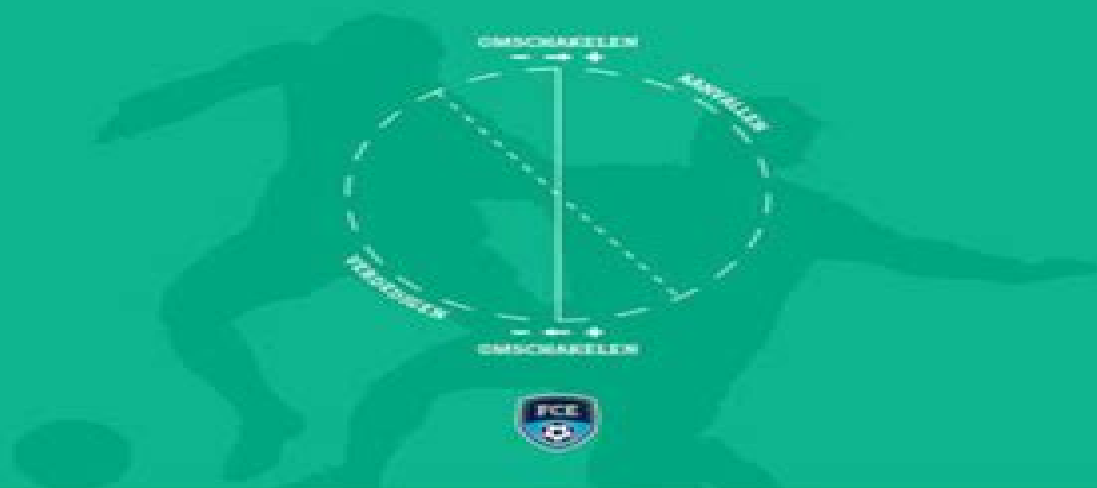 OMSCHAKELEN
- → +
AANVALLEN
VERDEDIGEN
- ← +
OMSCHAKELEN
FCE